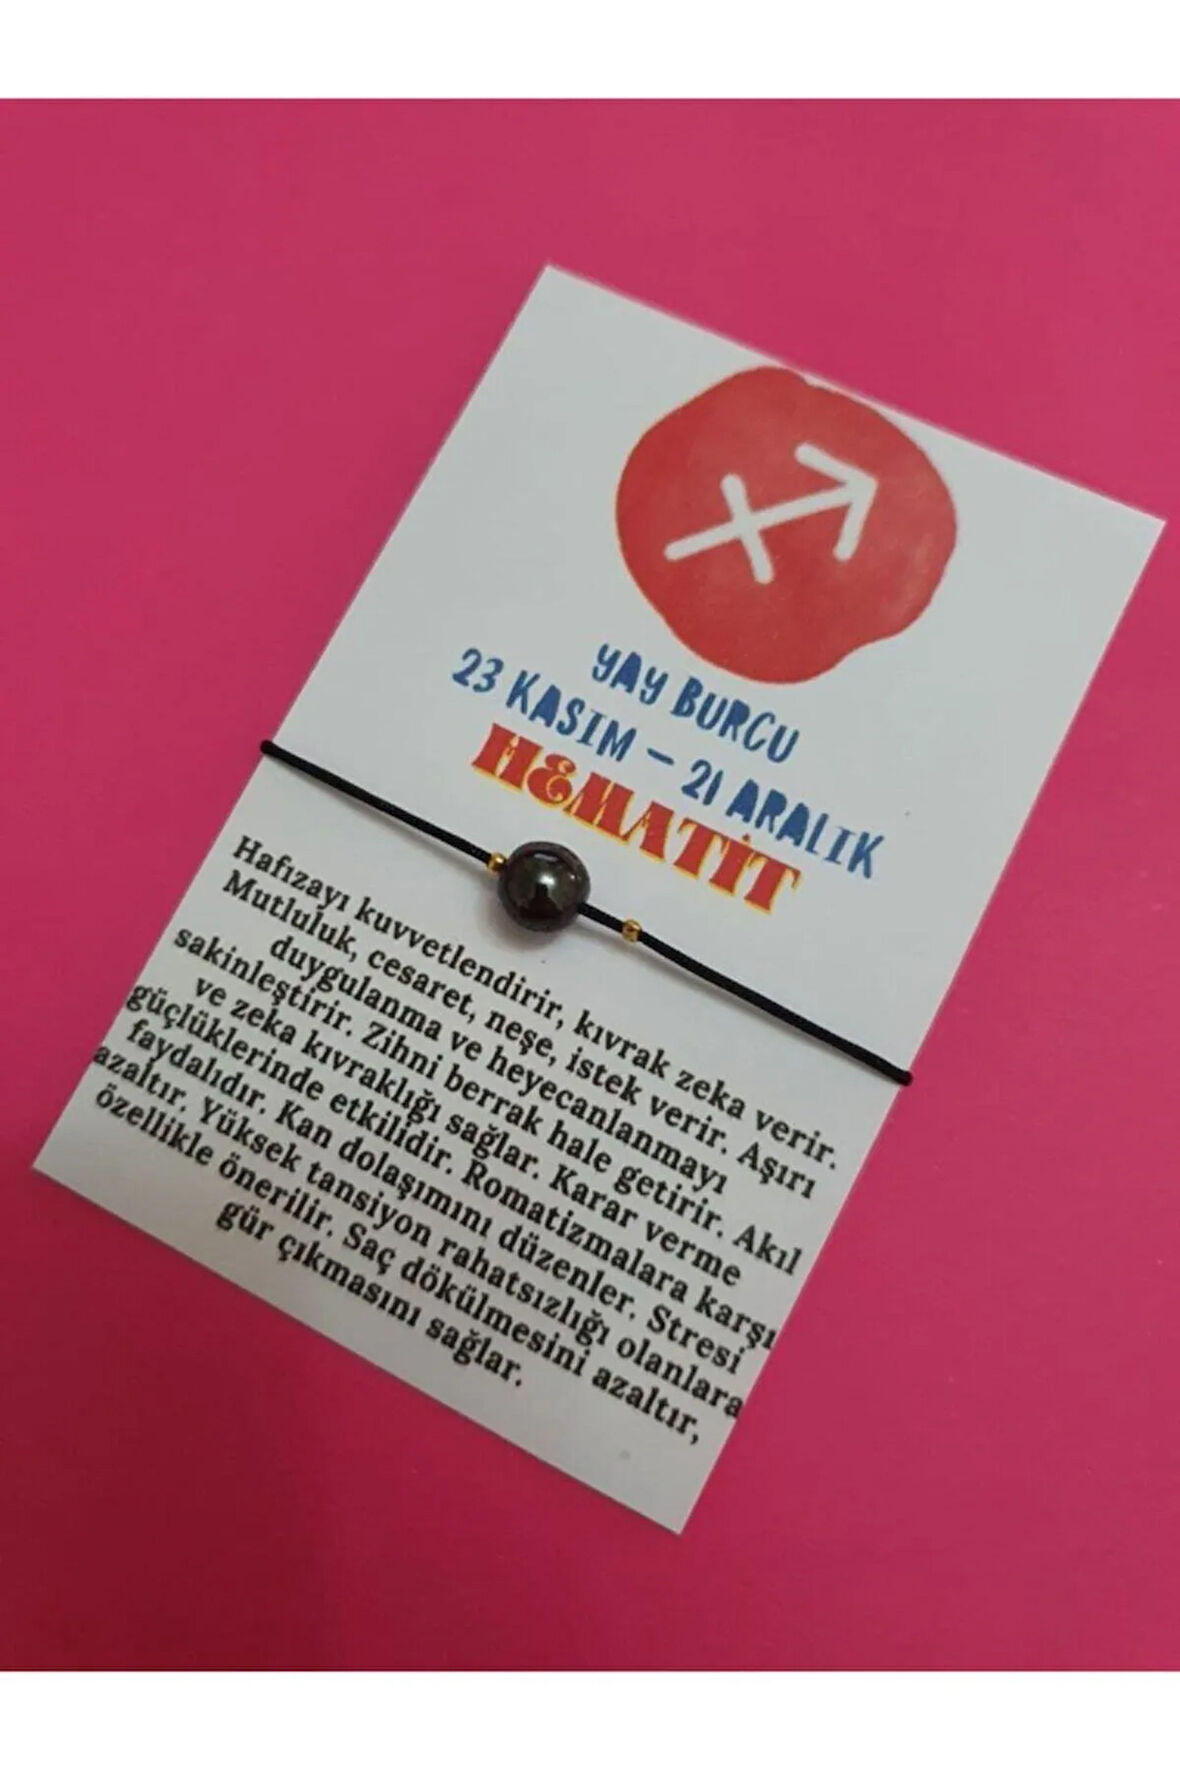 YAY BURCU
23 KASIM – 21 ARALIK
HEMATİT
Hafızayı kuvvetlendirir, kıvrak zeka verir.
Mutluluk, cesaret, neşe, istek verir. Aşırı
duygulanma ve heyecanlanmayı
sakinleştirir. Zihni berrak hale getirir. Akıl
ve zeka kıvraklığı sağlar. Karar verme
güçlüklerinde etkilidir. Romatizmalara karşı
faydalıdır. Kan dolaşımını düzenler. Stresi
azaltır. Yüksek tansiyon rahatsızlığı olanlara
özellikle önerilir. Saç dökülmesini azaltır,
gür çıkmasını sağlar.